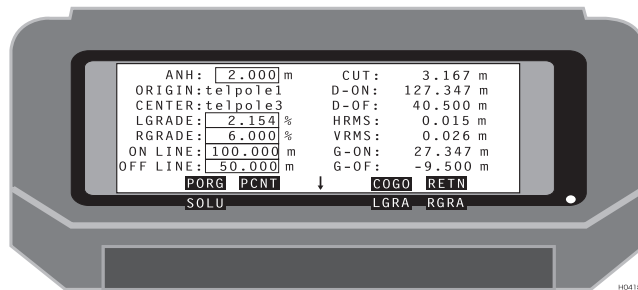 ANH: 2.000 m CUT: 3.167 m
ORIGIN:telpole1 D-ON: 127.347 m
CENTER:telpole3 D-OF: 40.500 m
LGRADE: 2.154 % HRMS: 0.015 m
RGRADE: 6.000 % VRMS: 0.026 m
ON LINE: 100.000 m G-ON: 27.347 m
OFF LINE: 50.000 m G-OF: -9.500 m
PORG PCNT ↓ COGO RETN
SOLU LGRA RGRA
H0418